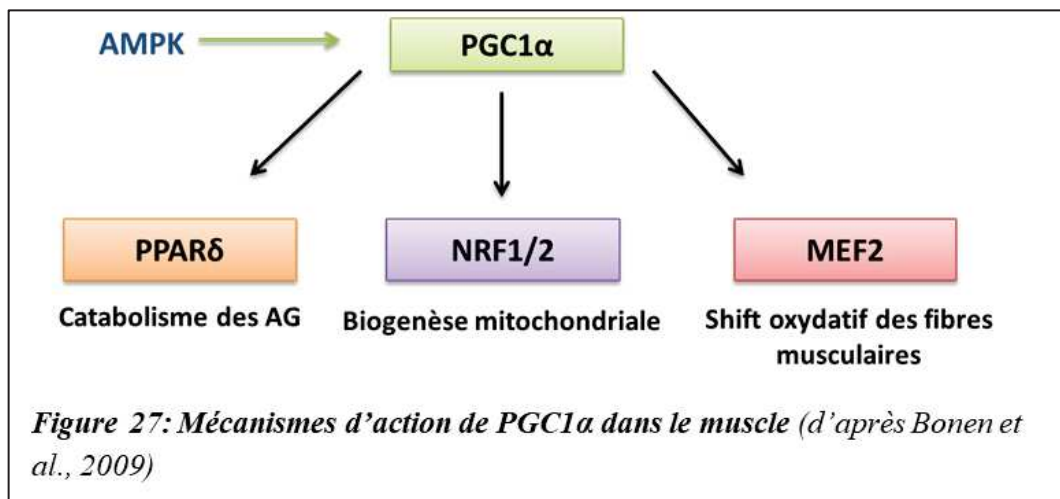 AMPK
PGC1α
PPARδ
NRF1/2
MEF2
Catabolisme des AG
Biogenèse mitochondriale
Shift oxydatif des fibres
musculaires
Figure 27: Mécanismes d’action de PGC1α dans le muscle (d’après Bonen et
al., 2009)